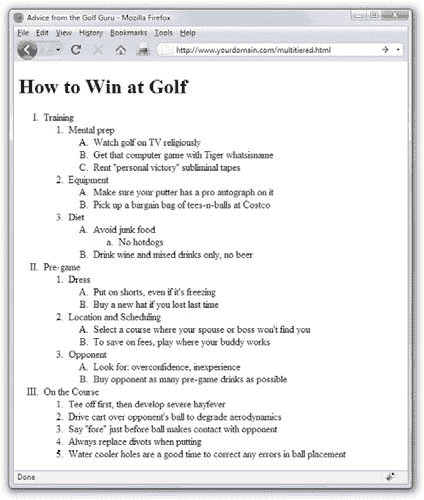 Advice from the Golf Guru - Mozilla Firefox
File Edit View History Bookmarks Tools Help
http://www.yourdomain.com/multitiered.html
How to Win at Golf
I. Training
1. Mental prep
A. Watch golf on TV religiously
B. Get that computer game with Tiger whatsisname
C. Rent "personal victory" subliminal tapes
2. Equipment
A. Make sure your putter has a pro autograph on it
B. Pick up a bargain bag of tees-n-balls at Costco
3. Diet
A. Avoid junk food
a. No hotdogs
B. Drink wine and mixed drinks only, no beer
II. Pre-game
1. Dress
A. Put on shorts, even if it's freezing
B. Buy a new hat if you lost last time
2. Location and Scheduling
A. Select a course where your spouse or boss won't find you
B. To save on fees, play where your buddy works
3. Opponent
A. Look for: overconfidence, inexperience
B. Buy opponent as many pre-game drinks as possible
III. On the Course
1. Tee off first, then develop severe hayfever
2. Drive cart over opponent's ball to degrade aerodynamics
3. Say "fore" just before ball makes contact with opponent
4. Always replace divots when putting
5. Water cooler holes are a good time to correct any errors in ball placement
Done